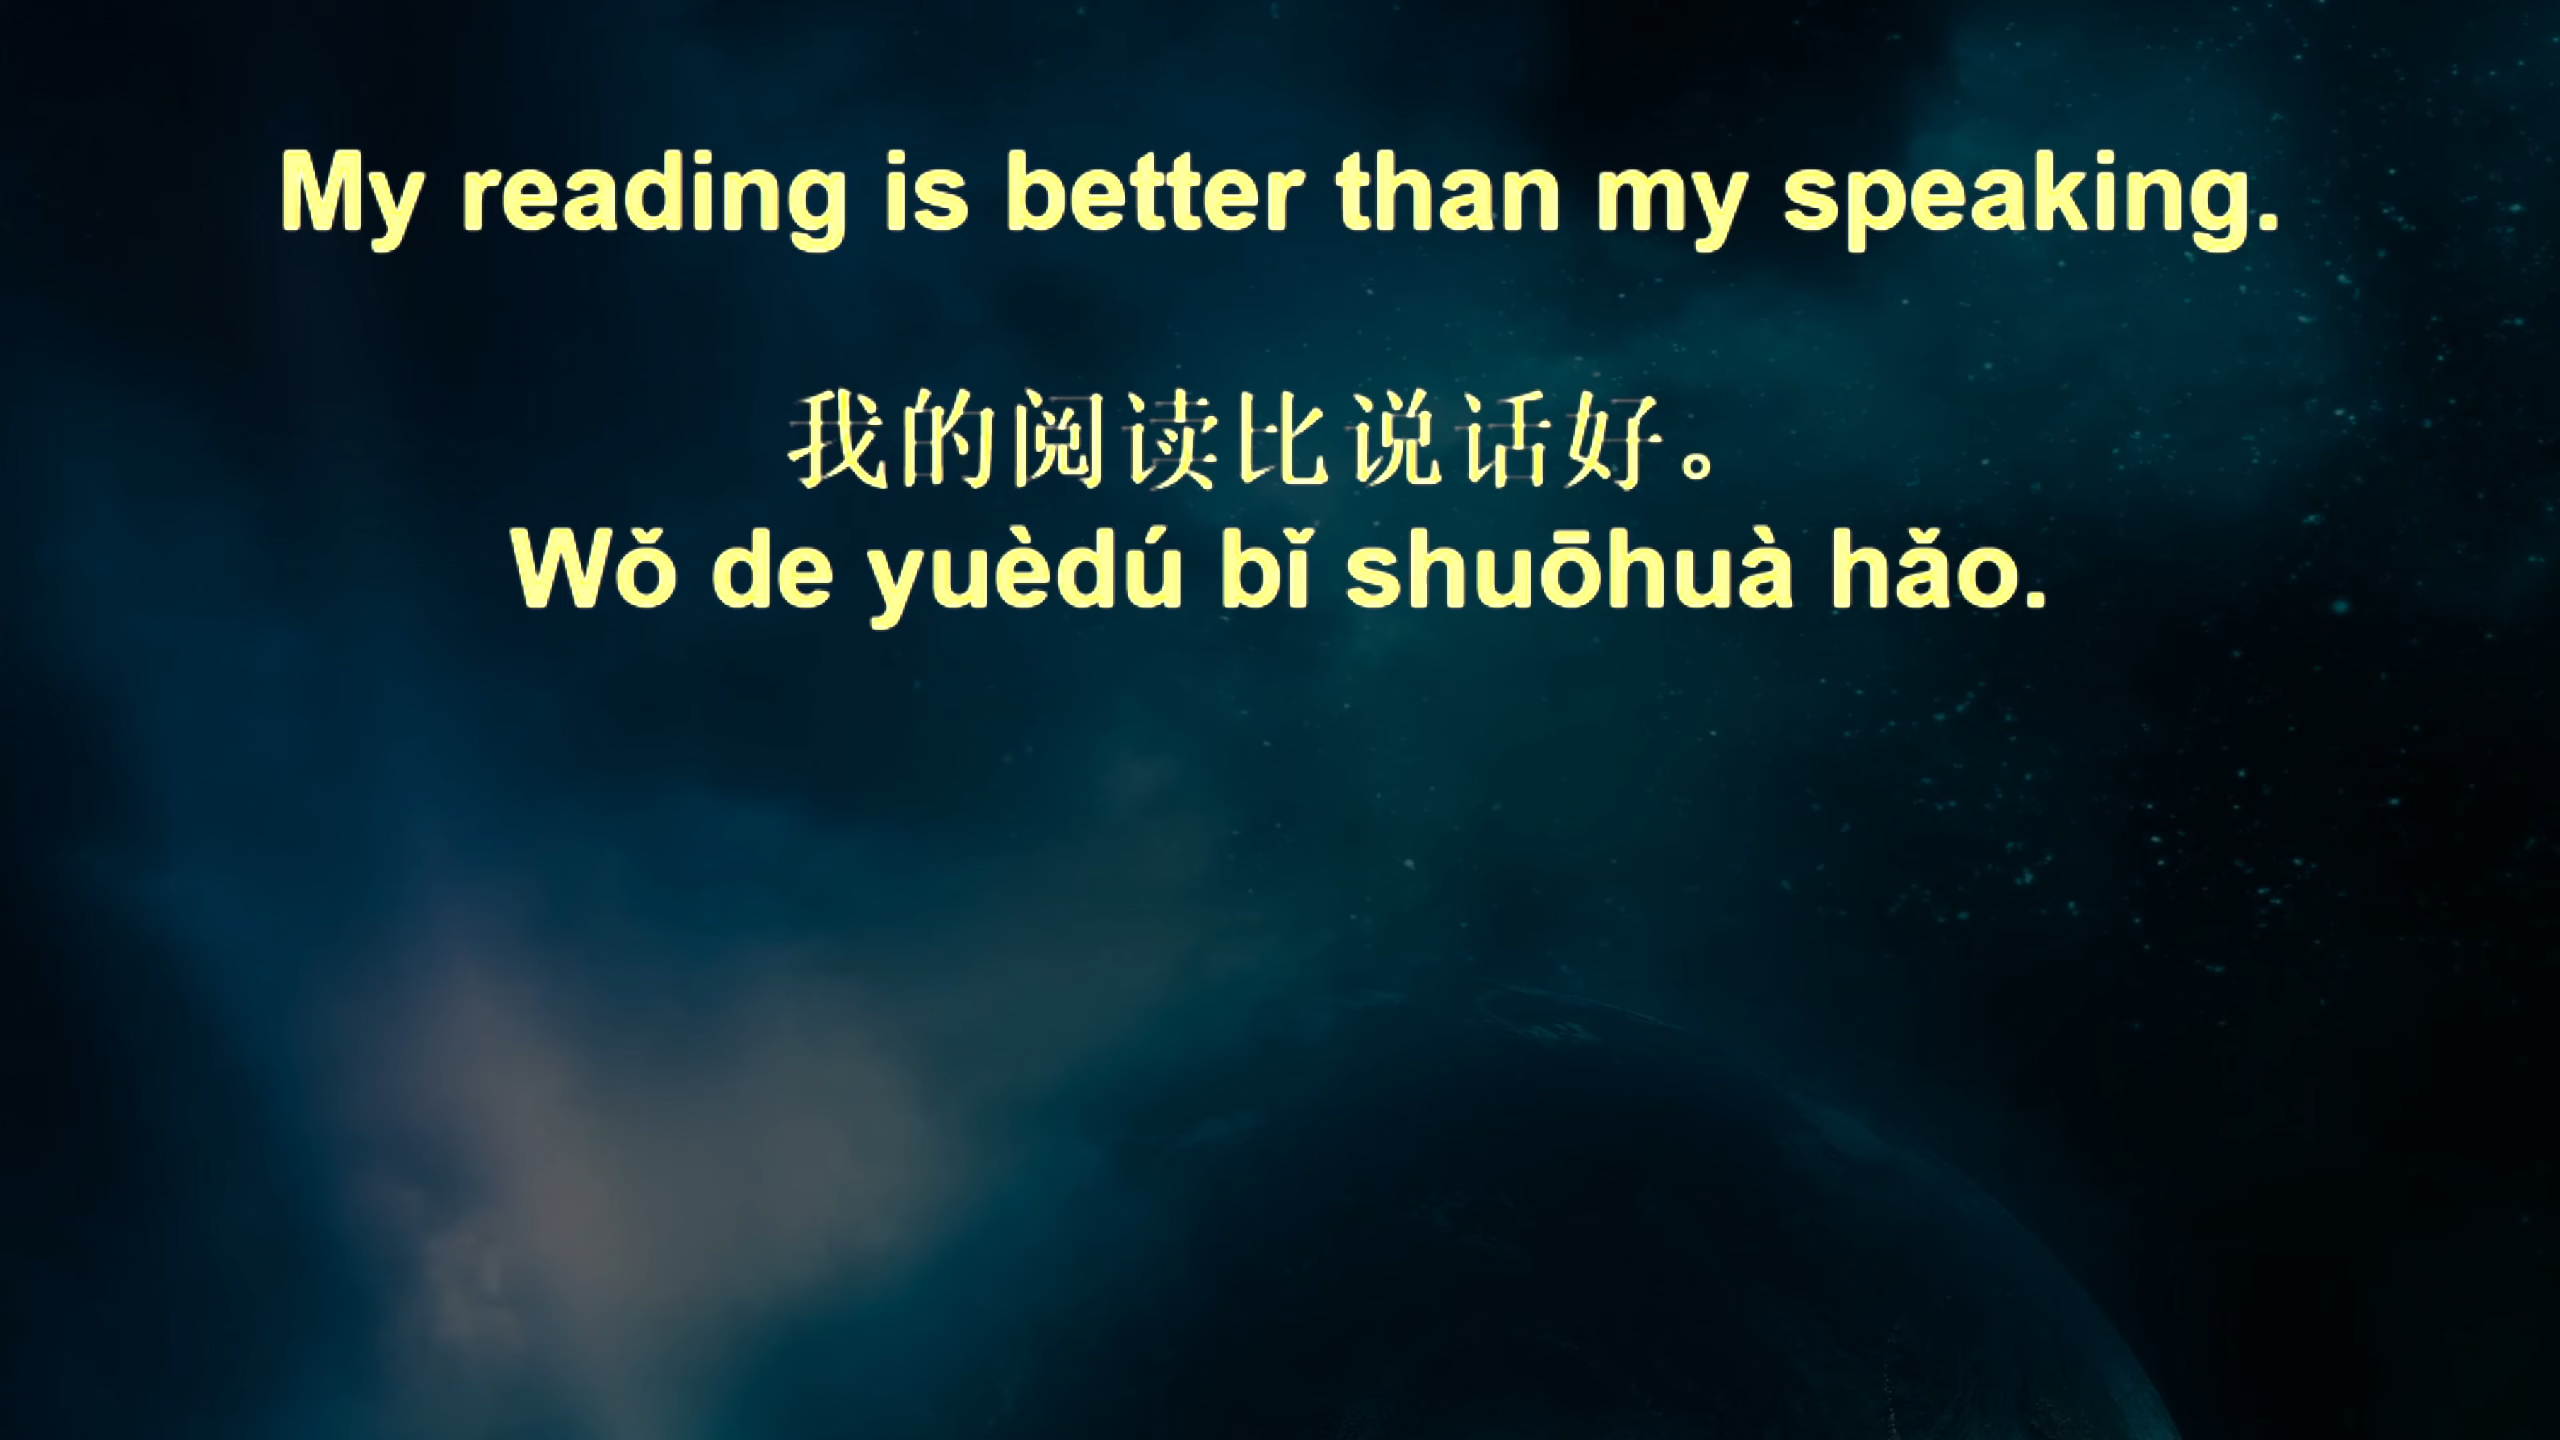 My reading is better than my speaking.
我的阅读比说话好。
Wǒ de yuèdú bǐ shuōhuà hǎo.